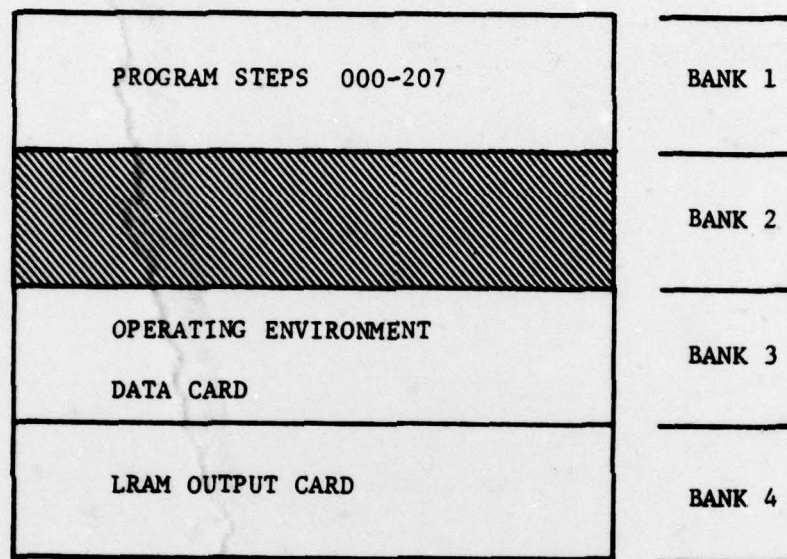 PROGRAM STEPS 000-207
BANK 1
BANK 2
OPERATING ENVIRONMENT
DATA CARD
BANK 3
LRAM OUTPUT CARD
BANK 4